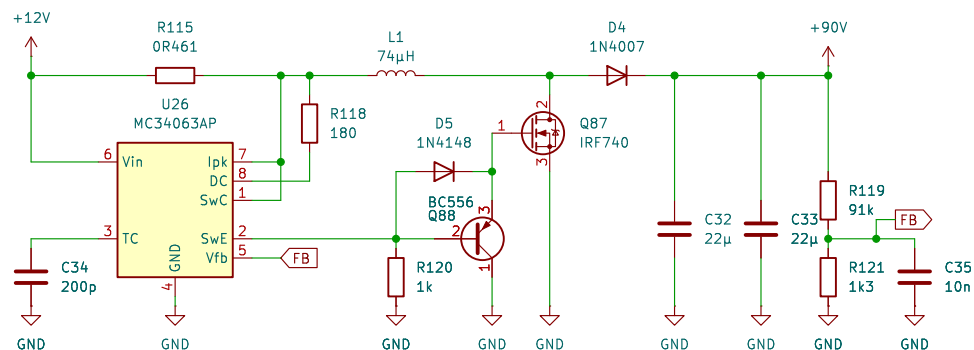 +12V
R115
0R461
L1
74µH
D4
1N4007
+90V
U26
MC34063AP
R118
180
D5
1N4148
Q87
IRF740
1
2
3
6
Vin
Ipk
7
DC
8
SwC
1
3
TC
SwE
2
Vfb
5
GND
4
FB
BC556
Q88
3
2
1
R119
91k
FB
C32
22µ
C33
22µ
C34
200p
R120
1k
R121
1k3
C35
10n
GND
GND
GND
GND
GND
GND
GND
GND
GND